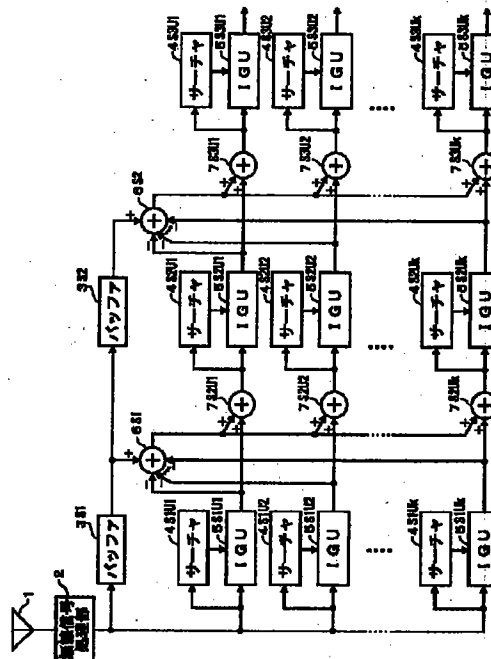 1
2
無線信号
処理部
3S1
バッファ
3S2
バッファ
6S1
+
6S2
+
4S1U1
サーチャ
5S1U1
IGU
7S2U1
+
4S2U1
サーチャ
5S2U1
IGU
7S3U1
+
4S3U1
サーチャ
5S3U1
IGU
4S1U2
サーチャ
5S1U2
IGU
7S2U2
+
4S2U2
サーチャ
5S2U2
IGU
7S3U2
+
4S3U2
サーチャ
5S3U2
IGU
4S1Uk
サーチャ
5S1Uk
IGU
7S2Uk
+
4S2Uk
サーチャ
5S2Uk
IGU
7S3Uk
+
4S3Uk
サーチャ
5S3Uk
IGU